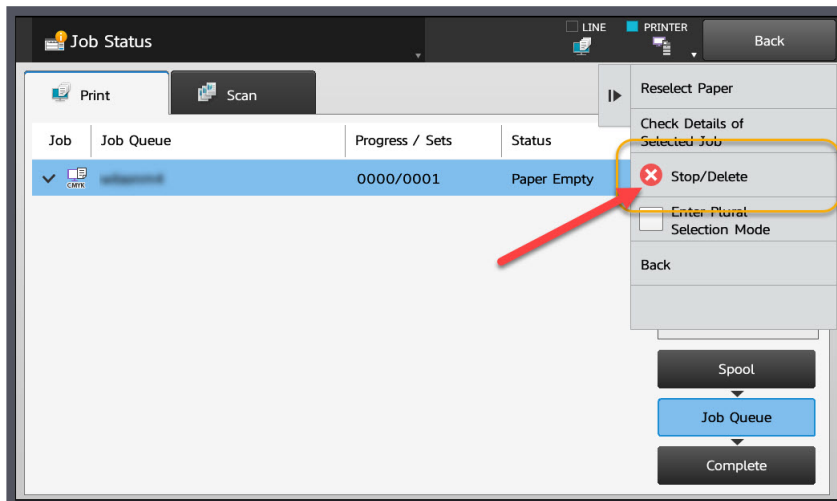 Job Status
LINE
PRINTER
Back
Print
Scan
Reselect Paper
Check Details of
Selected Job
Job
Job Queue
Progress / Sets
Status
CMYK
0000/0001
Paper Empty
Stop/Delete
Enter Plural
Selection Mode
Back
Spool
Job Queue
Complete